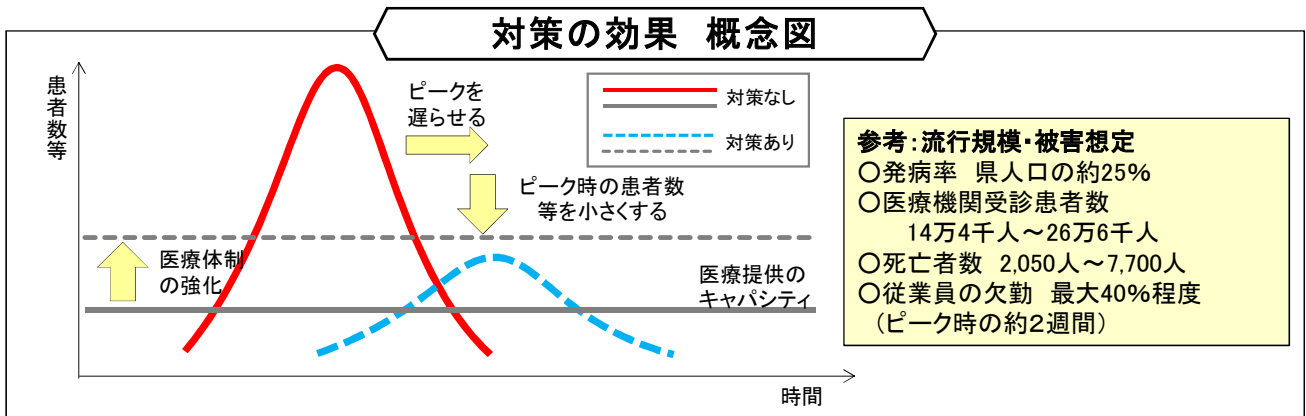 対策の効果 概念図
患者数等
ピークを
遅らせる
対策なし
対策あり
ピーク時の患者数
等を小さくする
医療体制
の強化
医療提供の
キャパシティ
時間
参考:流行規模・被害想定
○発病率 県人口の約25%
○医療機関受診患者数
14万4千人～26万6千人
○死亡者数 2,050人～7,700人
○従業員の欠勤 最大40%程度
(ピーク時の約2週間)